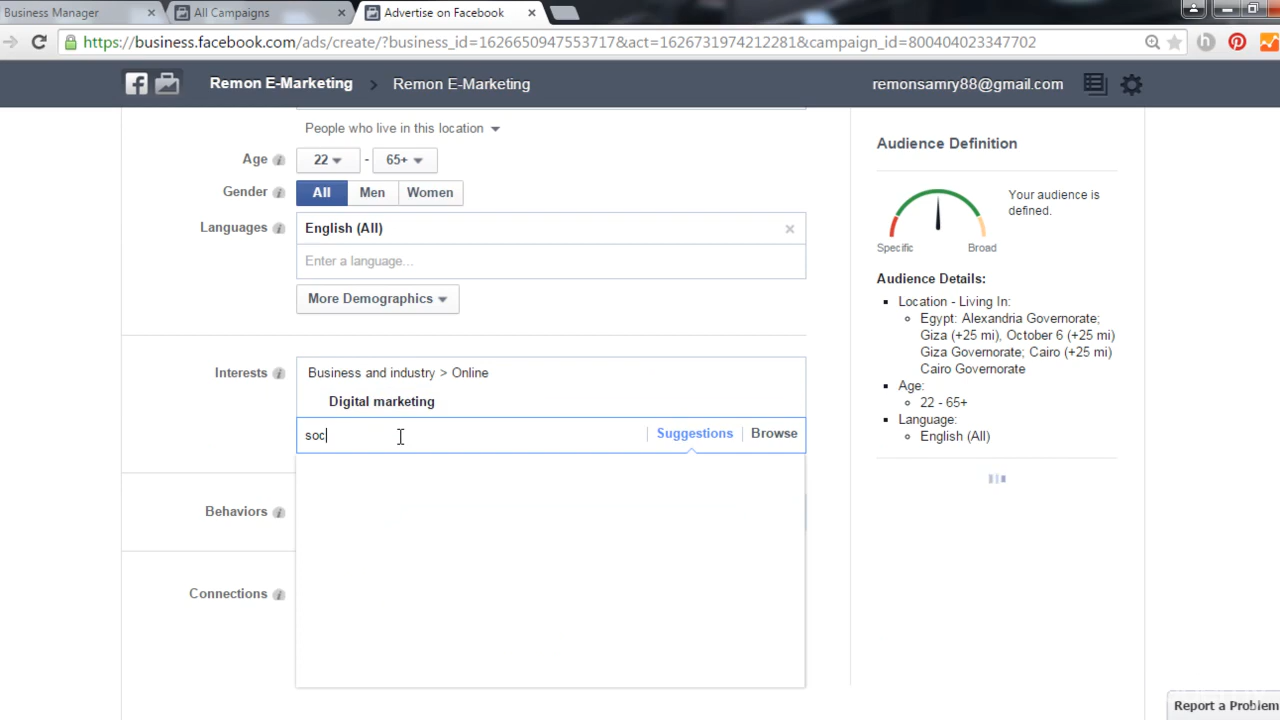 Business Manager
All Campaigns
Advertise on Facebook
https://business.facebook.com/ads/create/?business_id=1626650947553717&act=1626731974212281&campaign_id=800404023347702
Remon E-Marketing > Remon E-Marketing
remonsamry88@gmail.com
People who live in this location
Age 22 - 65+
Gender All Men Women
Languages English (All)
Enter a language...
More Demographics
Interests Business and industry > Online
Digital marketing
soc Suggestions Browse
Behaviors
Connections
Audience Definition
Your audience is
defined.
Specific Broad
Audience Details:
Location - Living In:
Egypt: Alexandria Governorate;
Giza (+25 mi), October 6 (+25 mi)
Giza Governorate; Cairo (+25 mi)
Cairo Governorate
Age:
22 - 65+
Language:
English (All)
Report a Problem